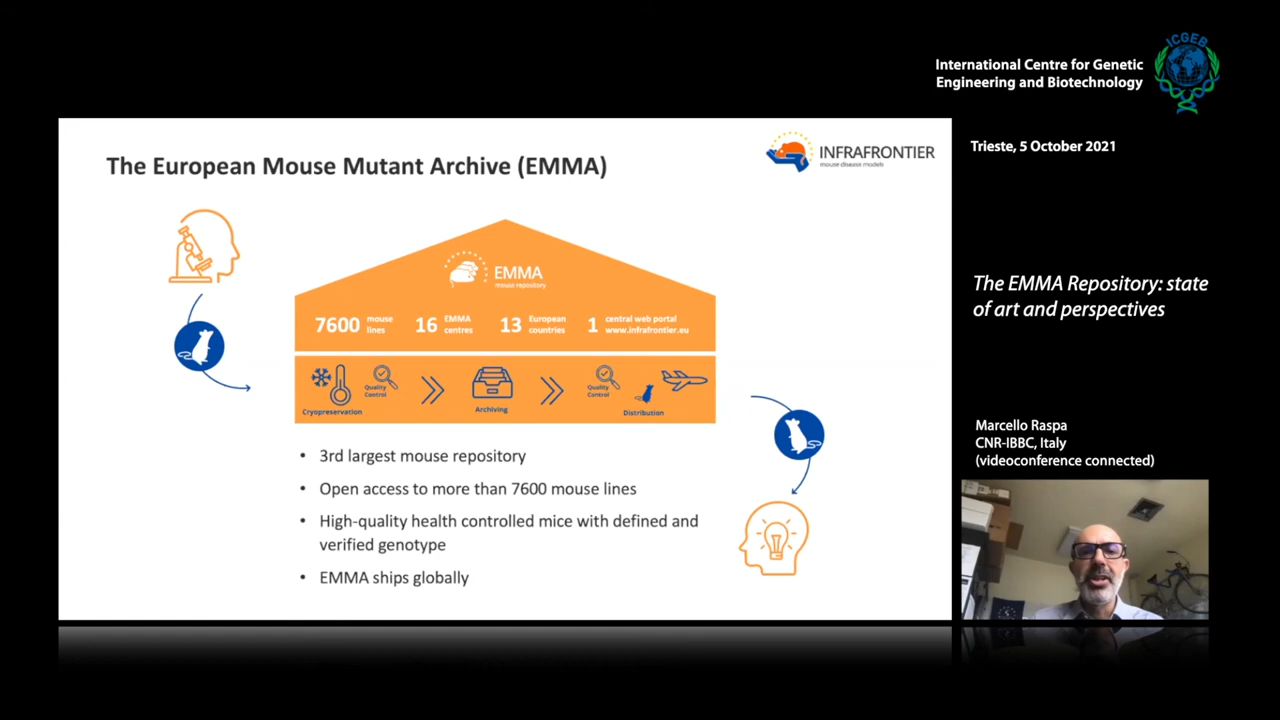 ICGEB
International Centre for Genetic
Engineering and Biotechnology
Trieste, 5 October 2021
The EMMA Repository: state
of art and perspectives
Marcello Raspa
CNR-IBBC, Italy
(videoconference connected)
The European Mouse Mutant Archive (EMMA)
INFRAFRONTIER
mouse disease models
EMMA
mouse repository
7600 mouse lines
16 EMMA centres
13 European countries
1 central web portal www.infrafrontier.eu
Quality Control
Cryopreservation
Archiving
Quality Control
Distribution
• 3rd largest mouse repository
• Open access to more than 7600 mouse lines
• High-quality health controlled mice with defined and
verified genotype
• EMMA ships globally